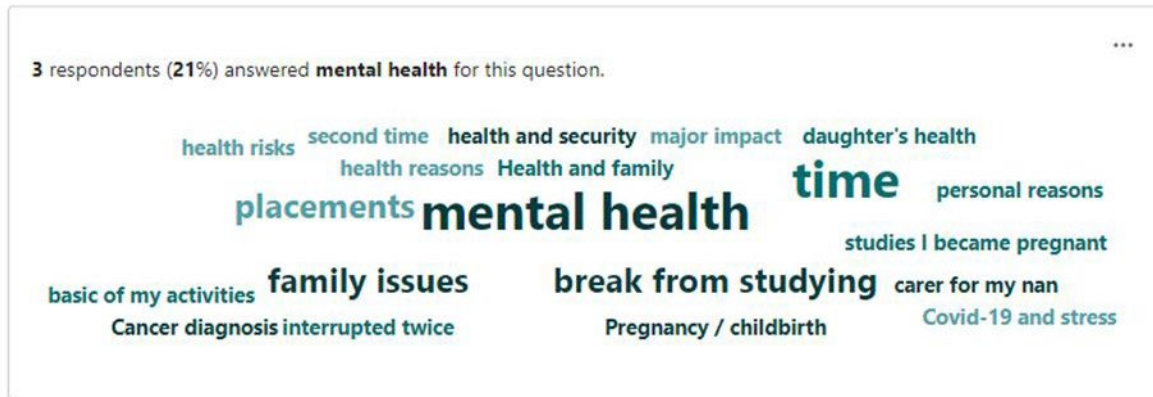 ...
3 respondents (21%) answered mental health for this question.
second time health and security major impact daughter's health
health risks
health reasons Health and family
time
personal reasons
placements mental health
studies I became pregnant
family issues break from studying carer for my nan
basic of my activities
Cancer diagnosis interrupted twice Pregnancy / childbirth Covid-19 and stress